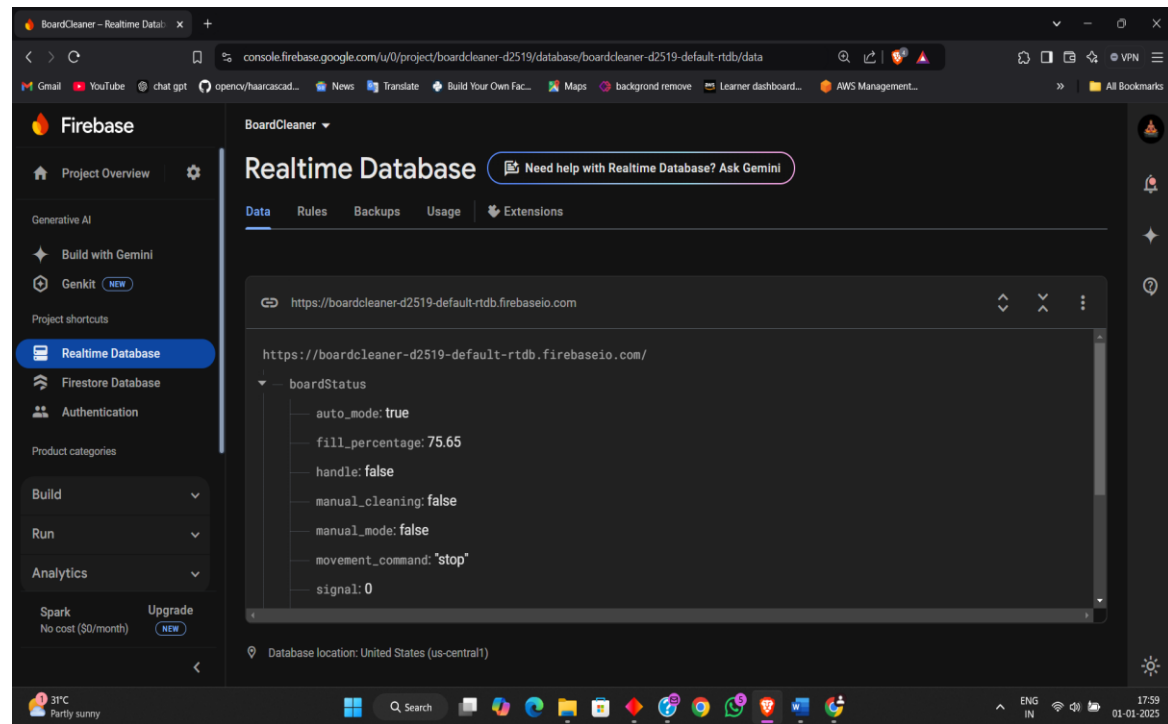 BoardCleaner – Realtime Datab
console.firebase.google.com/u/0/project/boardcleaner-d2519/database/boardcleaner-d2519-default-rtdb/data
VPN
Gmail YouTube chat gpt opencv/haarcascad... News Translate Build Your Own Fac... Maps backgrond remove Learner dashboard... AWS Management... » All Bookmarks
Firebase
Project Overview
Generative AI
Build with Gemini
Genkit NEW
Project shortcuts
Realtime Database
Firestore Database
Authentication
Product categories
Build
Run
Analytics
Spark
No cost ($0/month)
Upgrade
NEW
BoardCleaner
Realtime Database
Need help with Realtime Database? Ask Gemini
Data Rules Backups Usage Extensions
https://boardcleaner-d2519-default-rtdb.firebaseio.com
https://boardcleaner-d2519-default-rtdb.firebaseio.com/
boardStatus
auto_mode: true
fill_percentage: 75.65
handle: false
manual_cleaning: false
manual_mode: false
movement_command: "stop"
signal: 0
Database location: United States (us-central1)
1
31°C
Partly sunny
Search
ENG
IN
17:59
01-01-2025